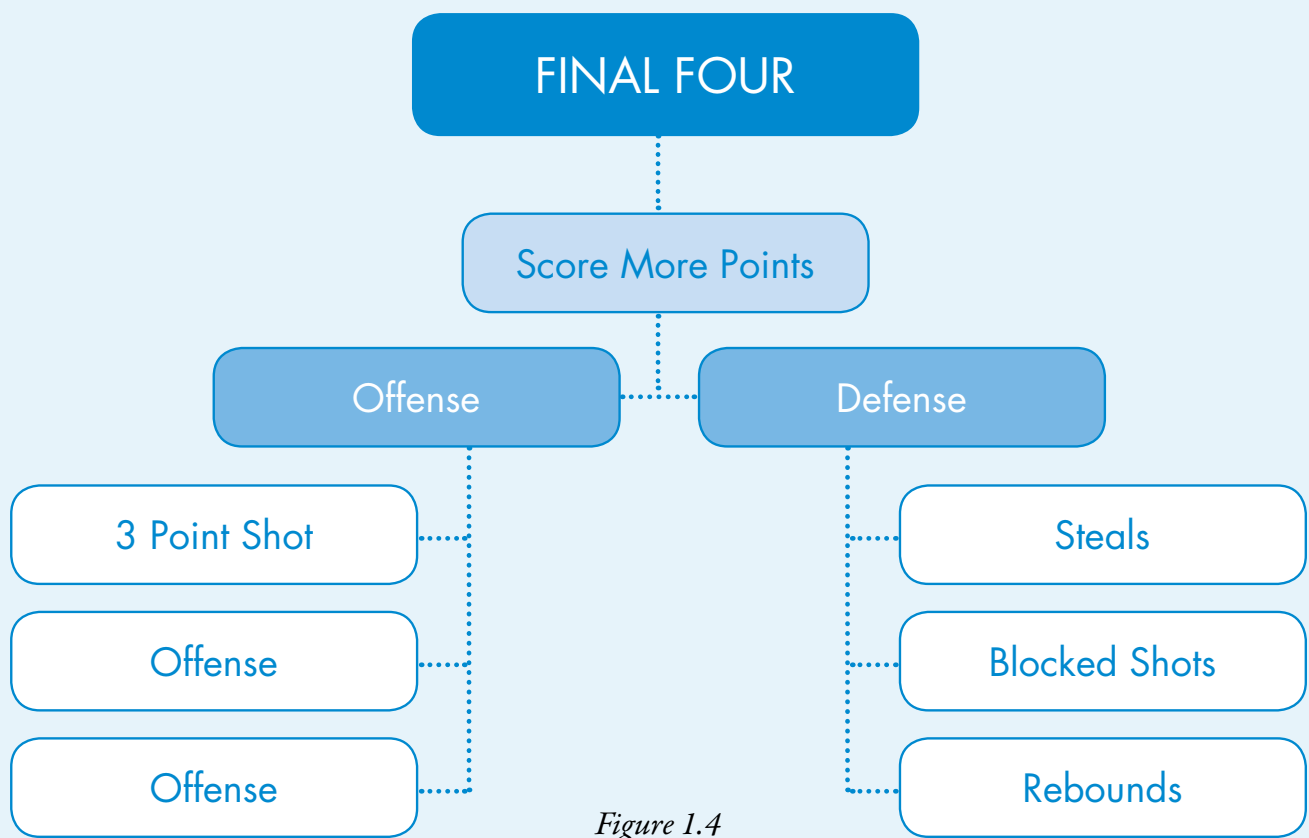 FINAL FOUR
Score More Points
Offense
Defense
3 Point Shot
Offense
Offense
Steals
Blocked Shots
Rebounds
Figure 1.4